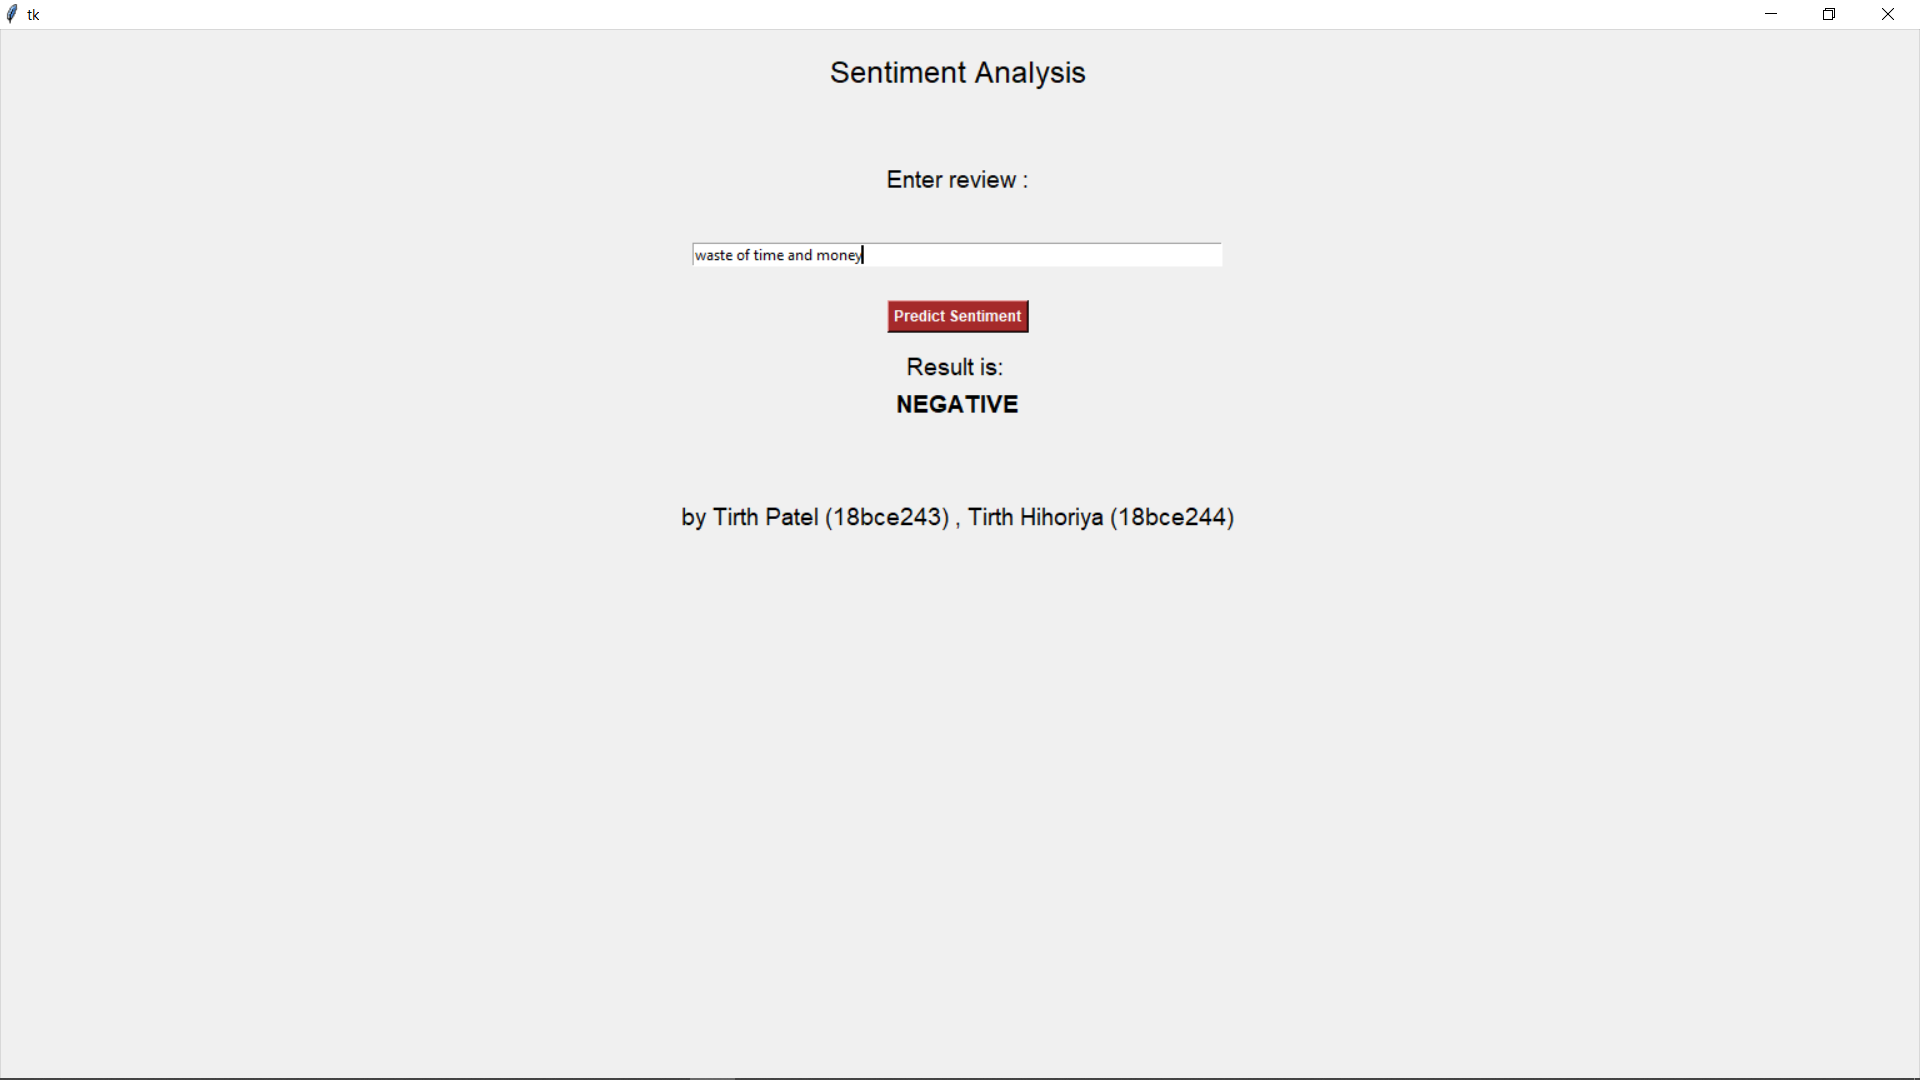 tk
Sentiment Analysis
Enter review :
waste of time and money
Predict Sentiment
Result is:
NEGATIVE
by Tirth Patel (18bce243) , Tirth Hihoriya (18bce244)